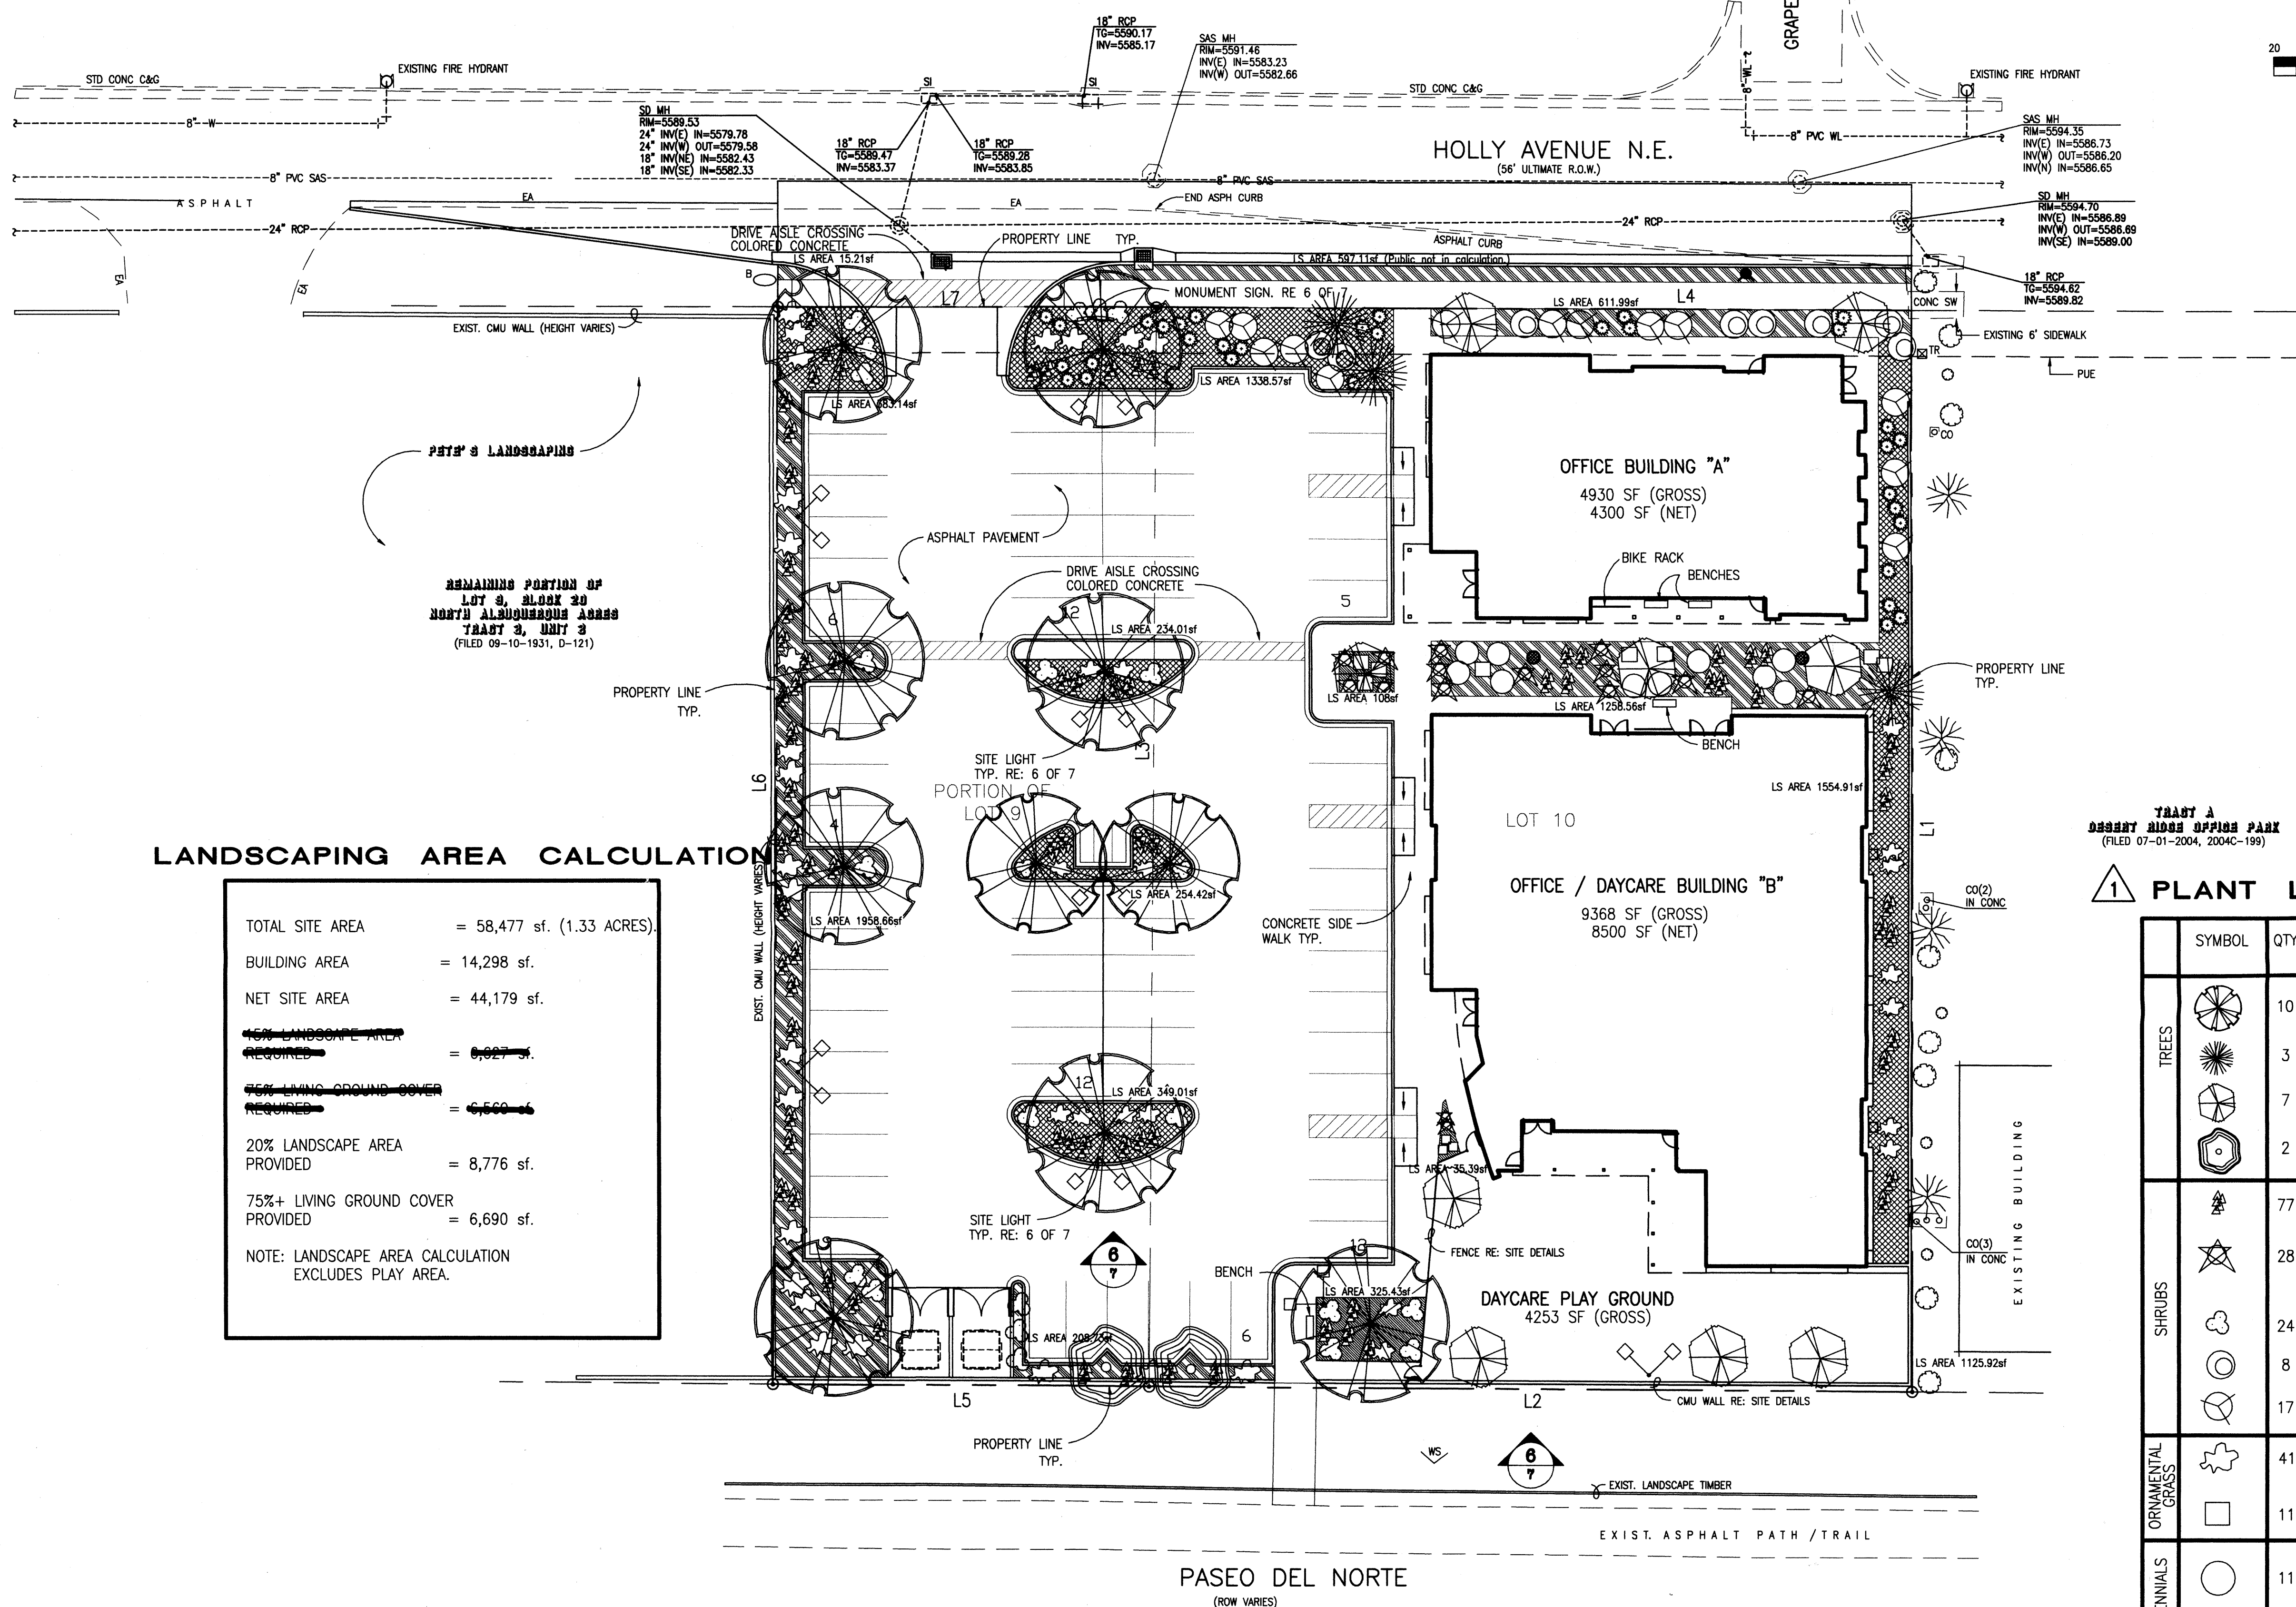 18" RCP
TG=5590.17
INV=5585.17
SAS MH
RIM=5591.46
INV(E) IN=5583.23
INV(W) OUT=5582.66
GRAPE
20
STD CONC C&G
EXISTING FIRE HYDRANT
SI
SI
STD CONC C&G
8"-WL
EXISTING FIRE HYDRANT
8"-W
SD MH
RIM=5589.53
24" INV(E) IN=5579.78
24" INV(W) OUT=5579.58
18" INV(NE) IN=5582.43
18" INV(SE) IN=5582.33
18" RCP
TG=5589.47
INV=5583.37
18" RCP
TG=5589.28
INV=5583.85
HOLLY AVENUE N.E.
(56' ULTIMATE R.O.W.)
8" PVC WL
SAS MH
RIM=5594.35
INV(E) IN=5586.73
INV(W) OUT=5586.20
INV(N) IN=5586.65
8" PVC SAS
8" PVC SAS
ASPHALT
EA
EA
END ASPH CURB
24" RCP
24" RCP
SD MH
RIM=5594.70
INV(E) IN=5586.89
INV(W) OUT=5586.69
INV(SE) IN=5589.00
DRIVE AISLE CROSSING
COLORED CONCRETE
PROPERTY LINE TYP.
ASPHALT CURB
LS AREA 15.21sf
LS AREA 597.11sf (Public not in calculation.)
B
EA
EA
18" RCP
TG=5594.62
INV=5589.82
L7
MONUMENT SIGN. RE 6 OF 7
L4
LS AREA 611.99sf
CONC SW
EXIST. CMU WALL (HEIGHT VARIES)
EXISTING 6' SIDEWALK
TR
PUE
LS AREA 1338.57sf
LS AREA 683.14sf
PETE'S LANDSCAPING
CO
OFFICE BUILDING "A"
4930 SF (GROSS)
4300 SF (NET)
ASPHALT PAVEMENT
BIKE RACK
BENCHES
DRIVE AISLE CROSSING
COLORED CONCRETE
REMAINING PORTION OF
LOT 9, BLOCK 20
NORTH ALBUQUERQUE ACRES
TRACT 3, UNIT 3
(FILED 09-10-1931, D-121)
6
12
5
LS AREA 234.01sf
PROPERTY LINE
TYP.
PROPERTY LINE
TYP.
LS AREA 108sf
LS AREA 1258.56sf
BENCH
SITE LIGHT
TYP. RE: 6 OF 7
L3
L6
PORTION OF
LOT 9
LS AREA 1554.91sf
LOT 10
L1
TRACT A
DESERT RIDGE OFFICE PARK
(FILED 07-01-2004, 2004C-199)
4
LANDSCAPING AREA CALCULATION
EXIST. CMU WALL (HEIGHT VARIES)
OFFICE / DAYCARE BUILDING "B"
9368 SF (GROSS)
8500 SF (NET)
LS AREA 254.42sf
LS AREA 1958.66sf
CONCRETE SIDE
WALK TYP.
CO(2)
IN CONC
1
PLANT L
TOTAL SITE AREA = 58,477 sf. (1.33 ACRES).
BUILDING AREA = 14,298 sf.
NET SITE AREA = 44,179 sf.
15% LANDSCAPE AREA
REQUIRED = 6,627 sf.
75% LIVING GROUND COVER
REQUIRED = 6,560 sf.
20% LANDSCAPE AREA
PROVIDED = 8,776 sf.
75%+ LIVING GROUND COVER
PROVIDED = 6,690 sf.
NOTE: LANDSCAPE AREA CALCULATION
EXCLUDES PLAY AREA.
SYMBOL QTY
TREES
10
3
7
2
SHRUBS
77
28
24
8
17
ORNAMENTAL
GRASS
41
11
NNIALS
11
12
LS AREA 349.01sf
LS AREA 35.39sf
EXISTING BUILDING
SITE LIGHT
TYP. RE: 6 OF 7
6
7
FENCE RE: SITE DETAILS
CO(3)
IN CONC
BENCH
LS AREA 325.43sf
DAYCARE PLAY GROUND
4253 SF (GROSS)
6
LS AREA 1125.92sf
L5
L2
CMU WALL RE: SITE DETAILS
PROPERTY LINE
TYP.
WS
6
7
EXIST. LANDSCAPE TIMBER
EXIST. ASPHALT PATH / TRAIL
PASEO DEL NORTE
(ROW VARIES)